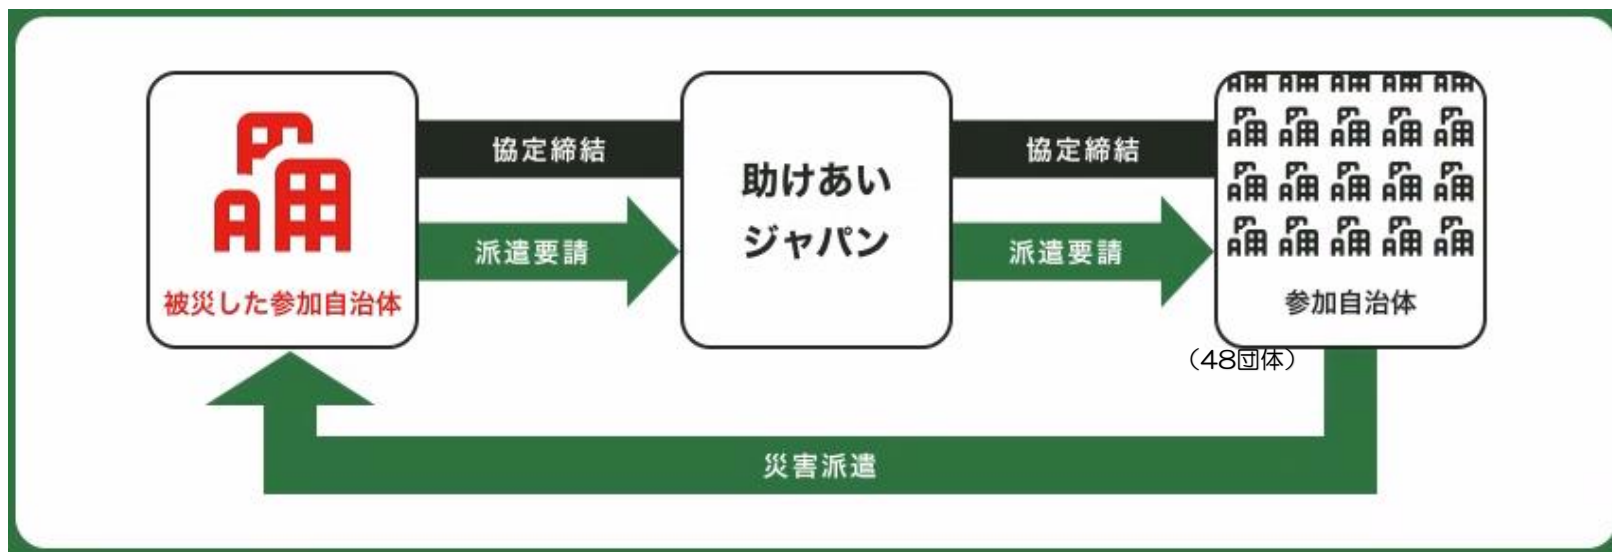 協定締結
協定締結
助けあい
ジャパン
派遣要請
派遣要請
被災した参加自治体
参加自治体
（48団体）
災害派遣